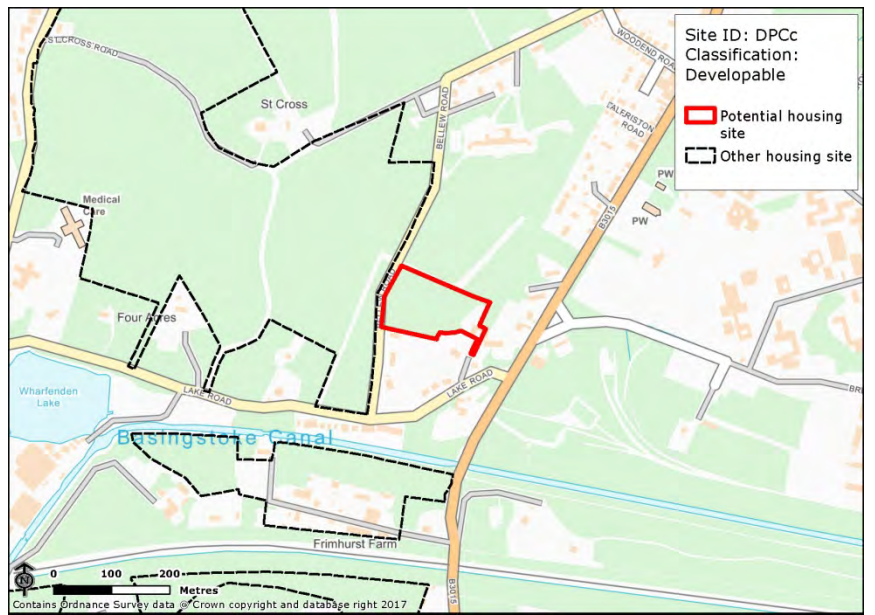 Site ID: DPCc
Classification:
Developable
Potential housing
site
Other housing site
ST CROSS ROAD
WOODEND ROAD
St Cross
BELLEW ROAD
ALFRISTON
ROAD
PW
PW
Medical
Care
B3015
Four Acres
LAKE ROAD
LAKE ROAD
Wharfenden
Lake
Basingstoke Canal
Frimhurst Farm
B3015
N
0 100 200
Metres
Contains Ordnance Survey data @ Crown copyright and database right 2017